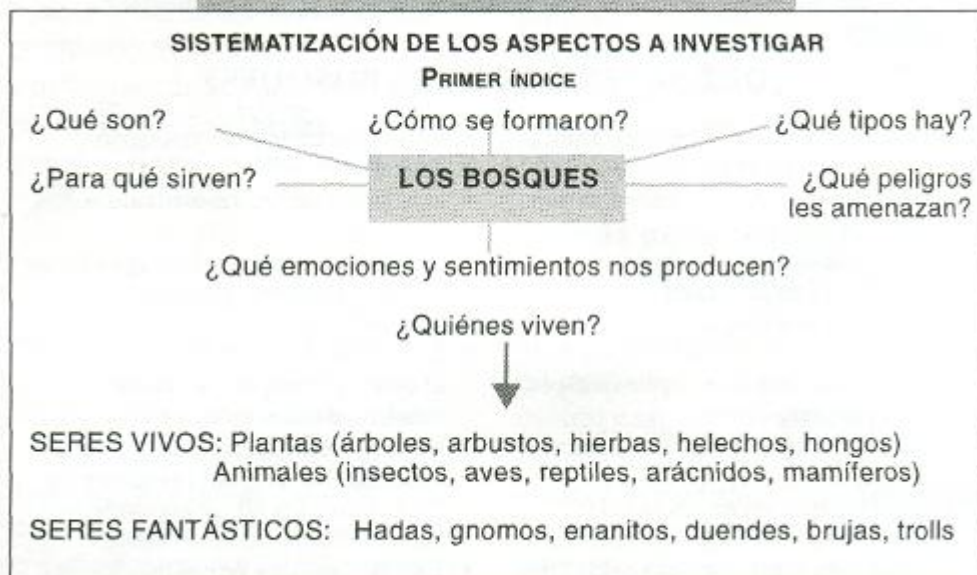 SISTEMATIZACIÓN DE LOS ASPECTOS A INVESTIGAR
PRIMER ÍNDICE
¿Qué son?
¿Cómo se formaron?
¿Qué tipos hay?
¿Para qué sirven?
LOS BOSQUES
¿Qué peligros
les amenazan?
¿Qué emociones y sentimientos nos producen?
¿Quiénes viven?
SERES VIVOS: Plantas (árboles, arbustos, hierbas, helechos, hongos)
Animales (insectos, aves, reptiles, arácnidos, mamíferos)
SERES FANTÁSTICOS: Hadas, gnomos, enanitos, duendes, brujas, trolls